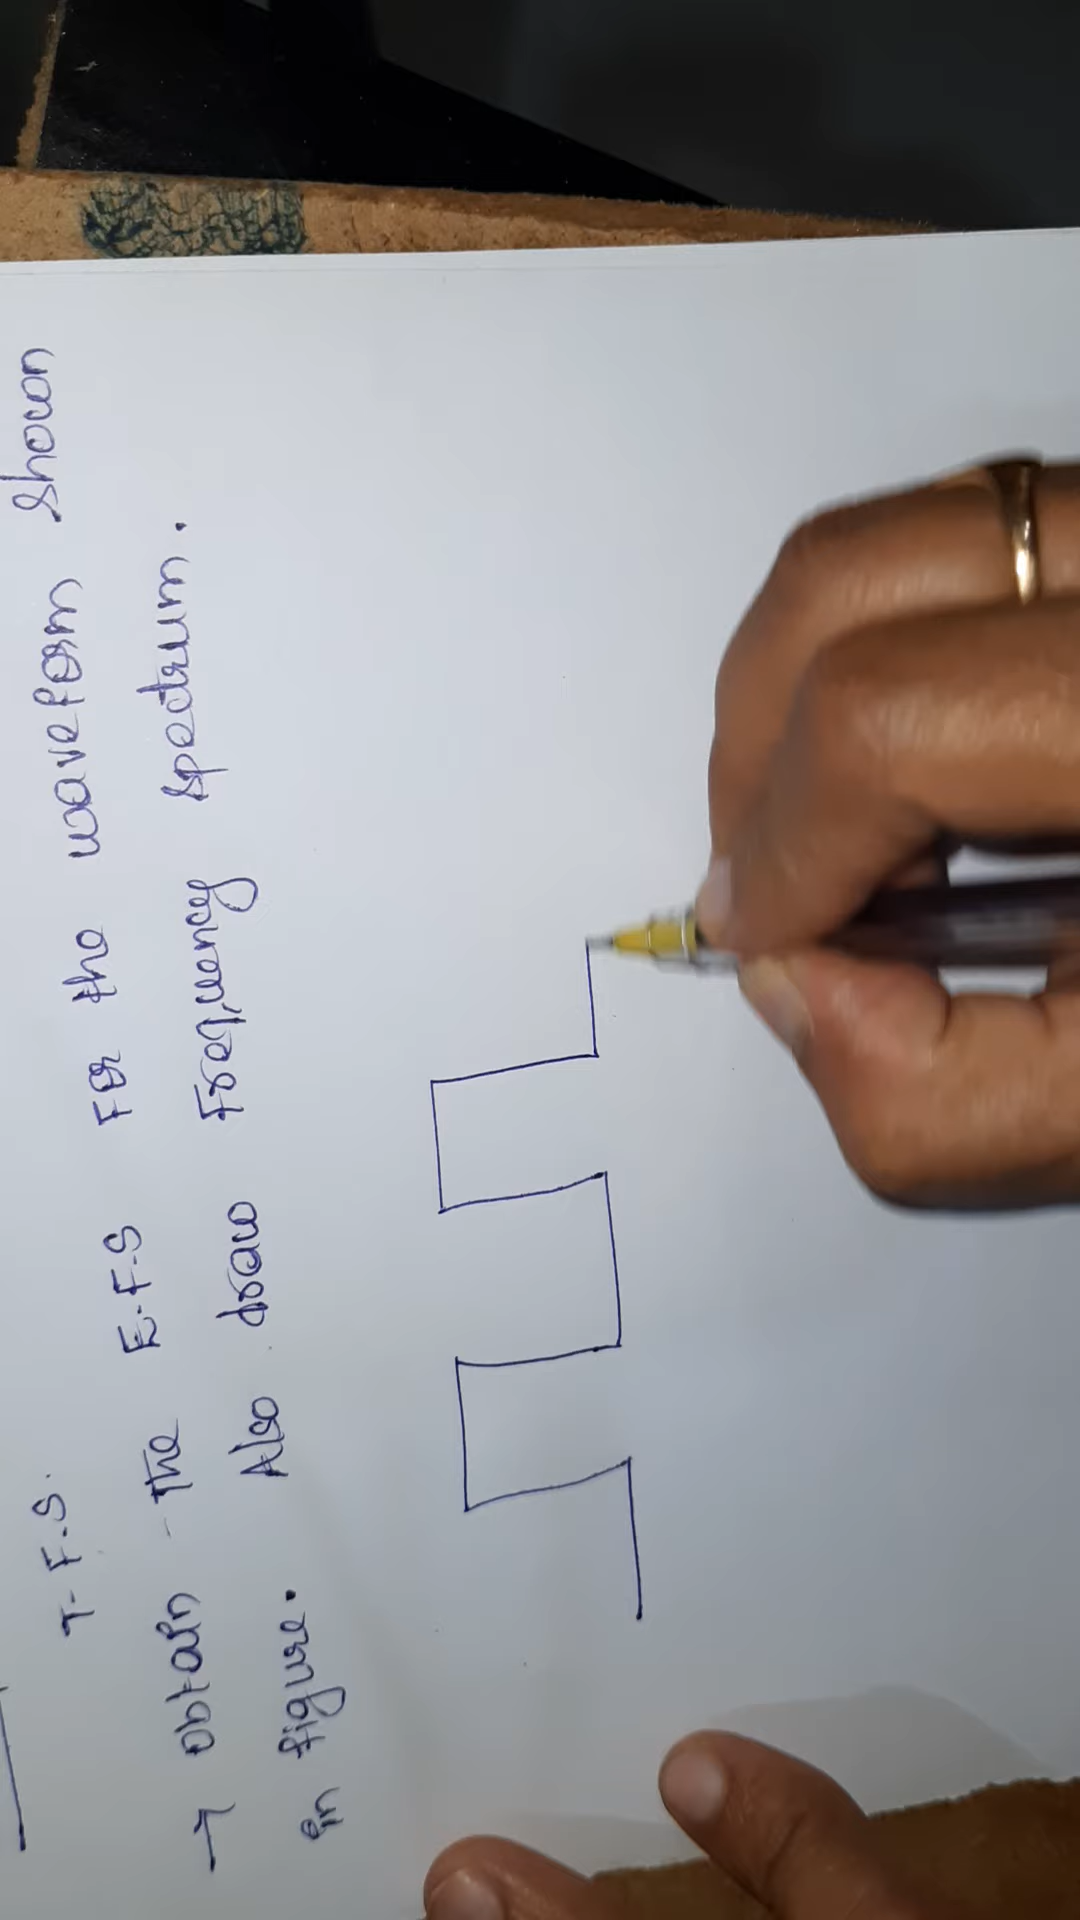 T-F.S.
→ obtain the E.F.S For the waveform shown
in figure. Also draw Frequency spectrum.